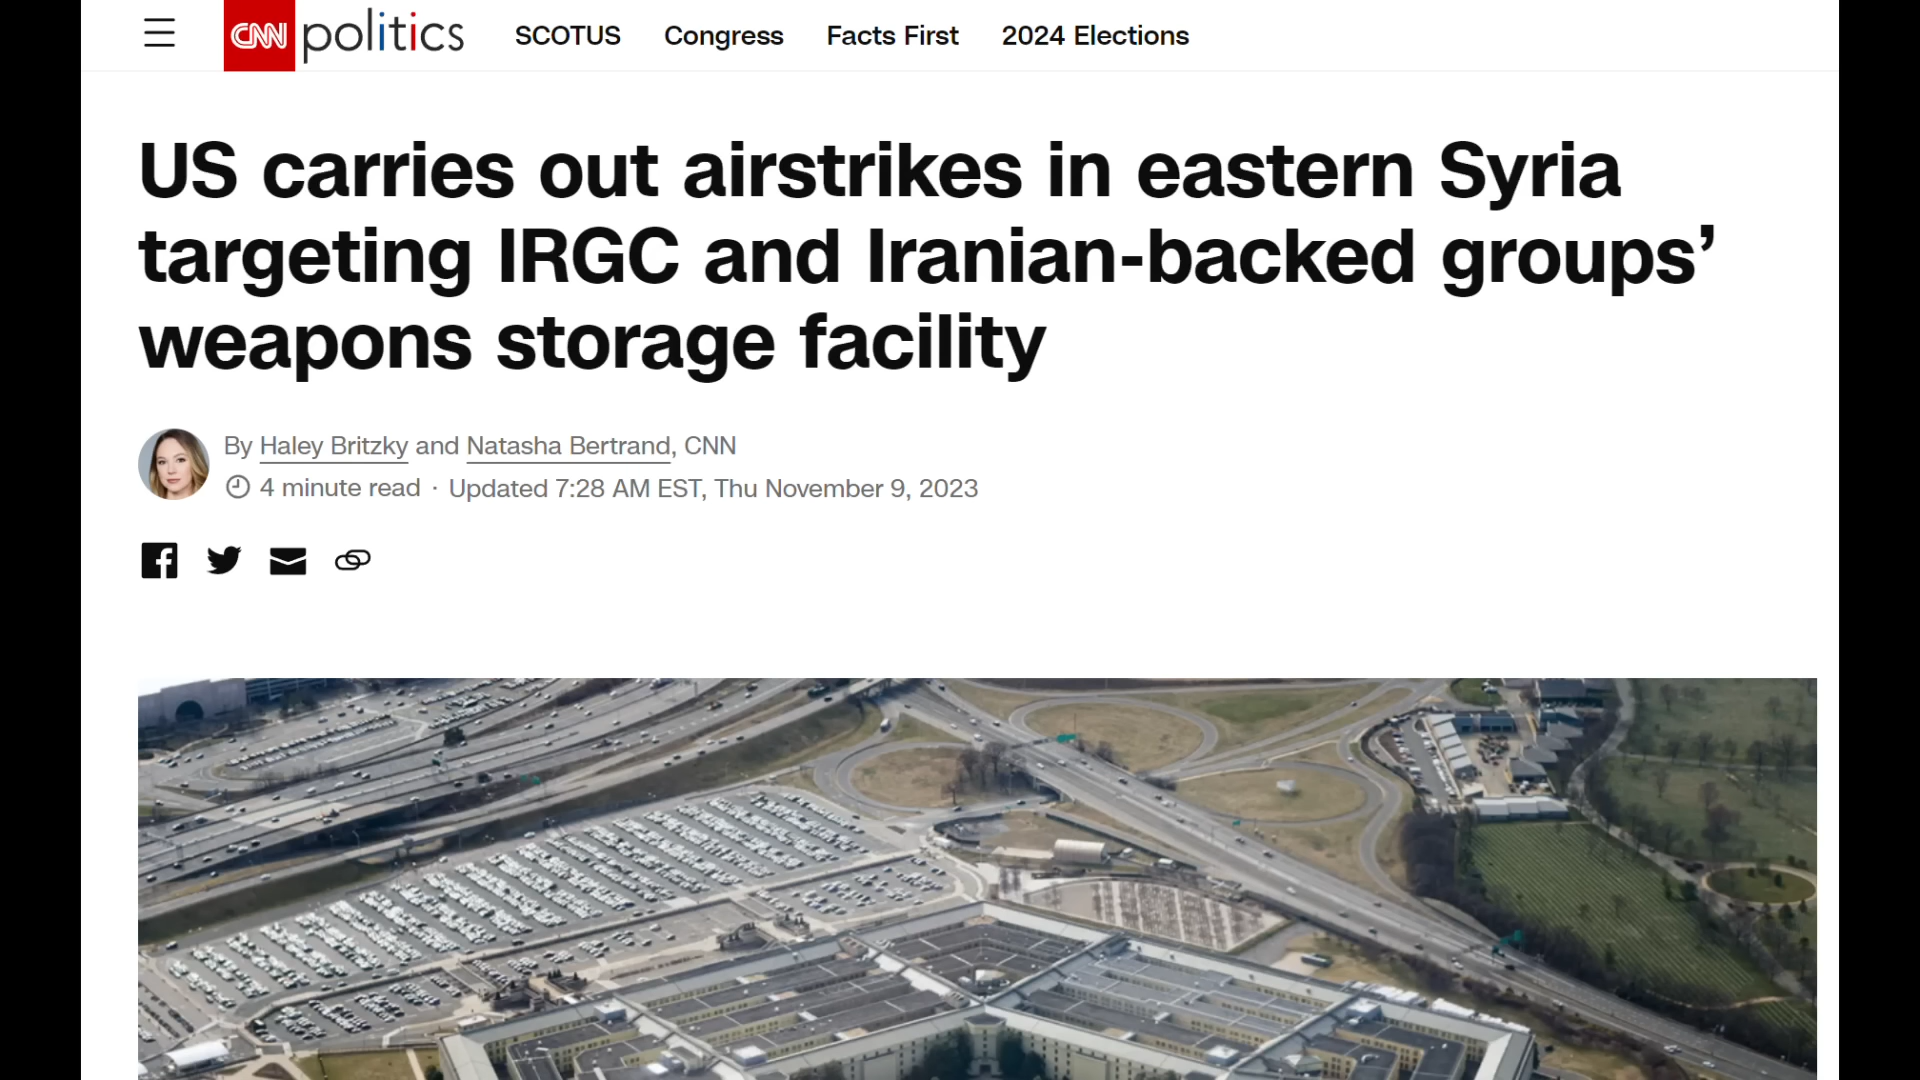 CNN politics SCOTUS Congress Facts First 2024 Elections
US carries out airstrikes in eastern Syria
targeting IRGC and Iranian-backed groups’
weapons storage facility
By Haley Britzky and Natasha Bertrand, CNN
4 minute read · Updated 7:28 AM EST, Thu November 9, 2023